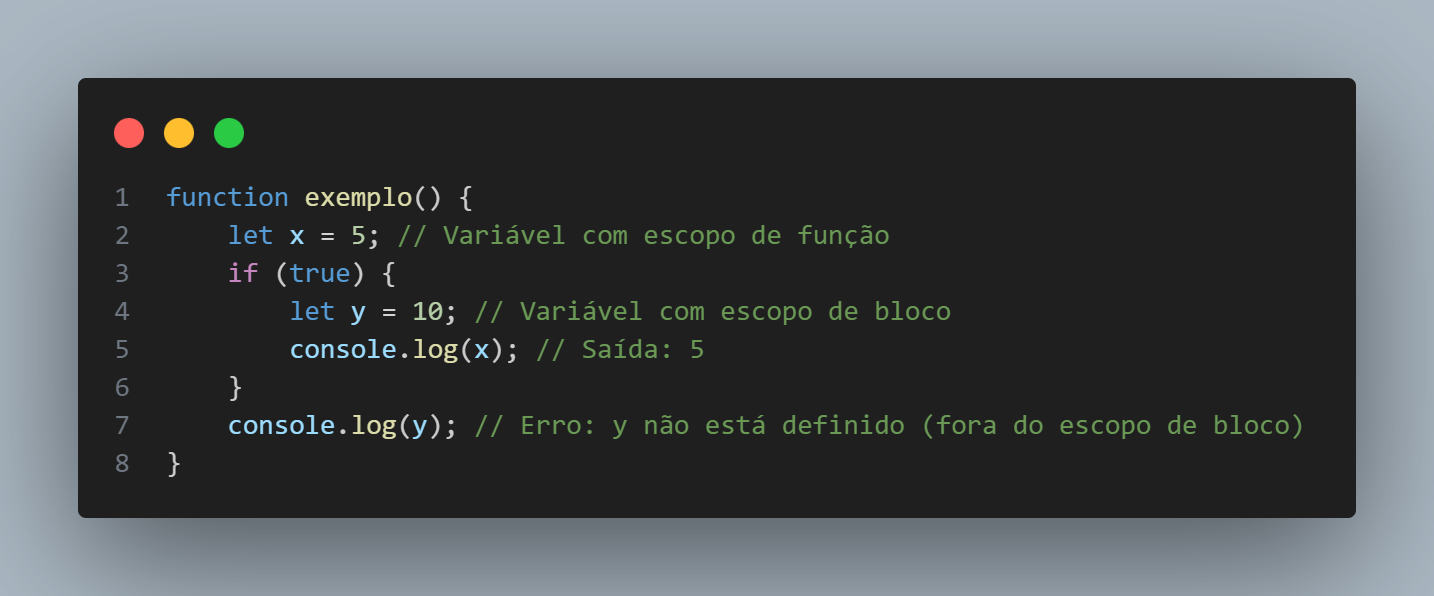 1 function exemplo() {
2     let x = 5; // Variável com escopo de função
3     if (true) {
4         let y = 10; // Variável com escopo de bloco
5         console.log(x); // Saída: 5
6     }
7     console.log(y); // Erro: y não está definido (fora do escopo de bloco)
8 }